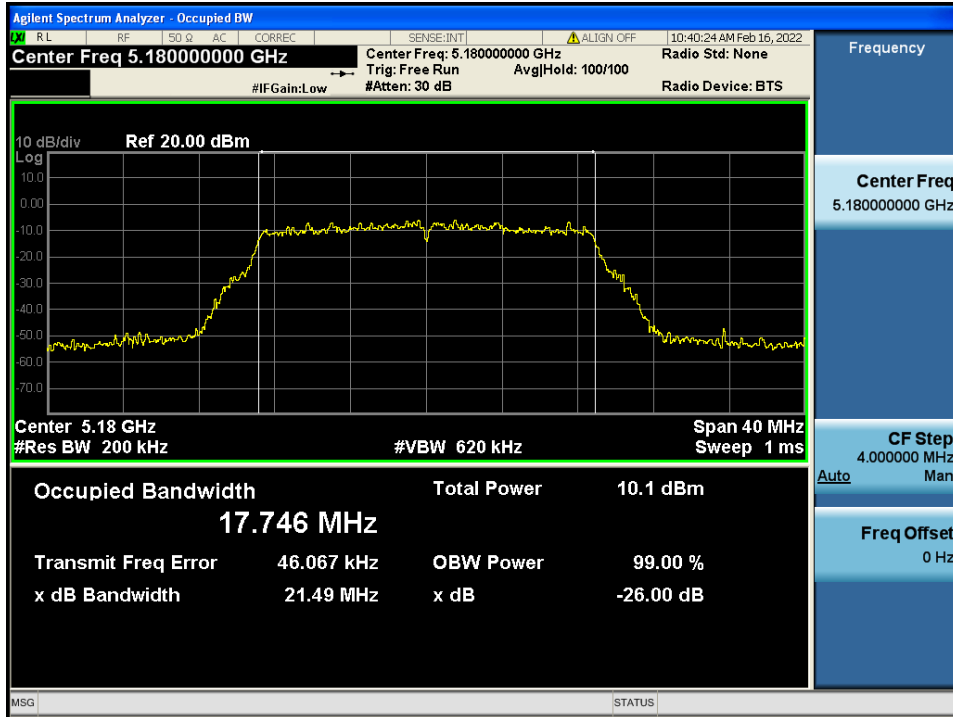 Agilent Spectrum Analyzer - Occupied BW
LXI RL RF 50 Ω AC CORREC SENSE:INT ALIGN OFF 10:40:24 AM Feb 16, 2022
Center Freq 5.180000000 GHz
Center Freq: 5.180000000 GHz Radio Std: None
Trig: Free Run Avg|Hold: 100/100
#IFGain:Low #Atten: 30 dB Radio Device: BTS
10 dB/div Ref 20.00 dBm
Log
10.0
0.00
-10.0
-20.0
-30.0
-40.0
-50.0
-60.0
-70.0
Center 5.18 GHz Span 40 MHz
#Res BW 200 kHz #VBW 620 kHz Sweep 1 ms
Occupied Bandwidth Total Power 10.1 dBm
17.746 MHz
Transmit Freq Error 46.067 kHz OBW Power 99.00 %
x dB Bandwidth 21.49 MHz x dB -26.00 dB
MSG STATUS
Frequency
Center Freq
5.180000000 GHz
CF Step
4.000000 MHz
Auto Man
Freq Offset
0 Hz